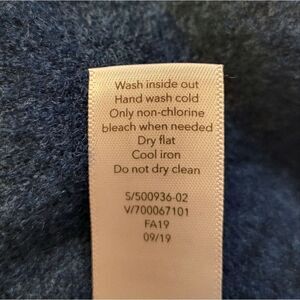 Wash inside out
Hand wash cold
Only non-chlorine
bleach when needed
Dry flat
Cool iron
Do not dry clean
S/500936-02
V/700067101
FA19
09/19